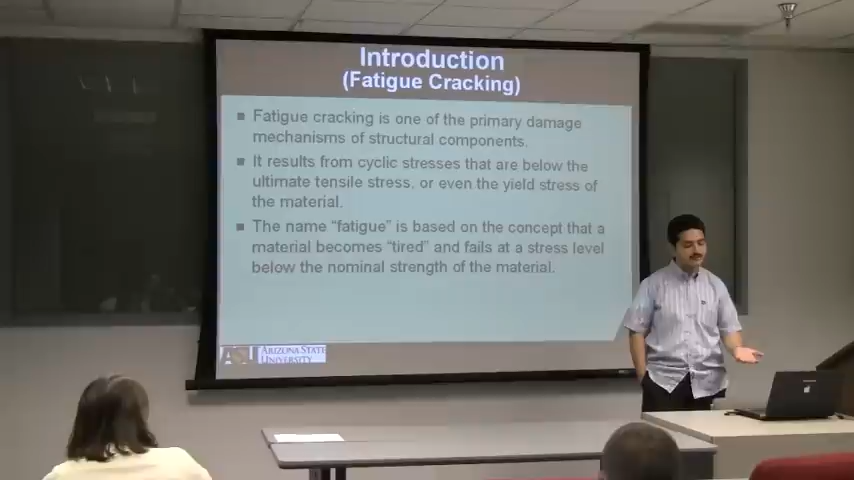 Introduction
(Fatigue Cracking)
Fatigue cracking is one of the primary damage
mechanisms of structural components.
It results from cyclic stresses that are below the
ultimate tensile stress, or even the yield stress of
the material.
The name “fatigue” is based on the concept that a
material becomes “tired” and fails at a stress level
below the nominal strength of the material.
ASU ARIZONA STATE
UNIVERSITY